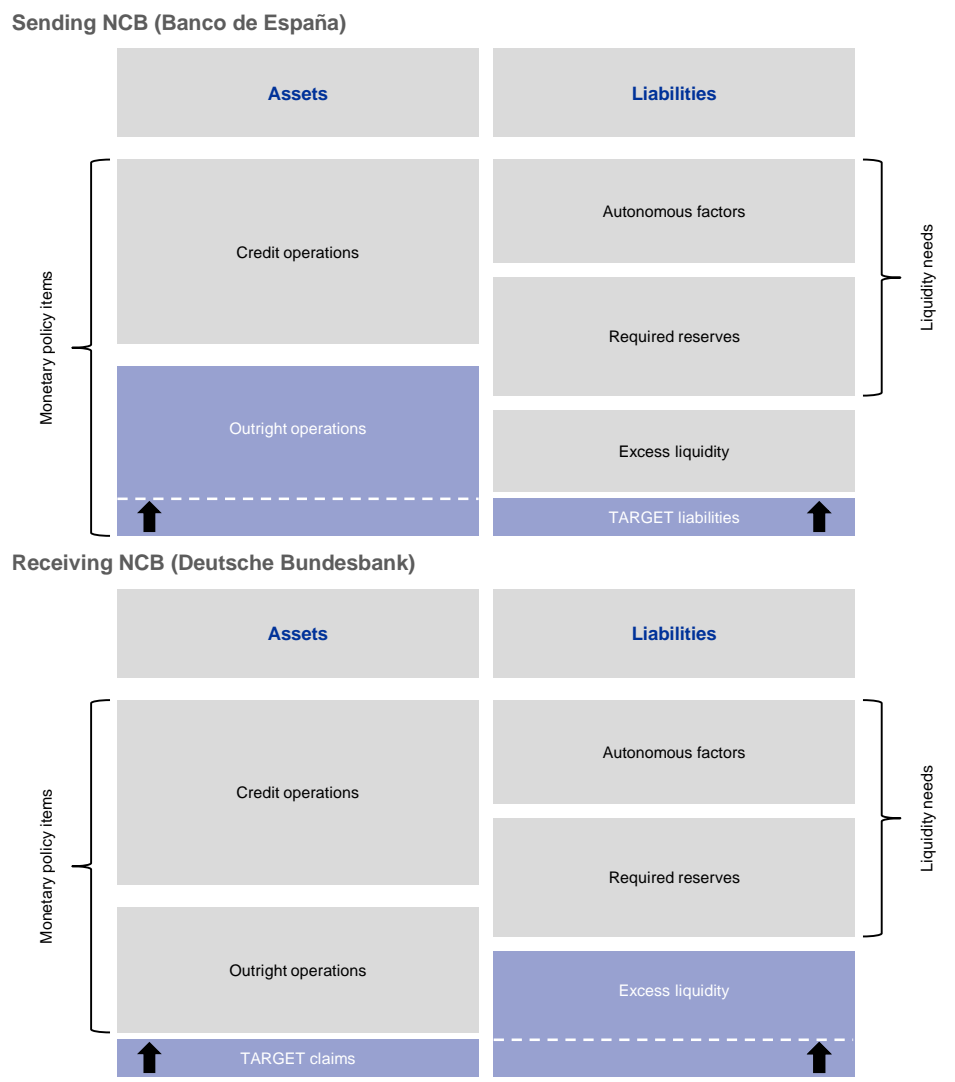 Sending NCB (Banco de España)
Assets
Liabilities
Monetary policy items
Credit operations
Outright operations
Autonomous factors
Required reserves
Excess liquidity
TARGET liabilities
Liquidity needs
Receiving NCB (Deutsche Bundesbank)
Assets
Liabilities
Monetary policy items
Credit operations
Outright operations
TARGET claims
Autonomous factors
Required reserves
Excess liquidity
Liquidity needs